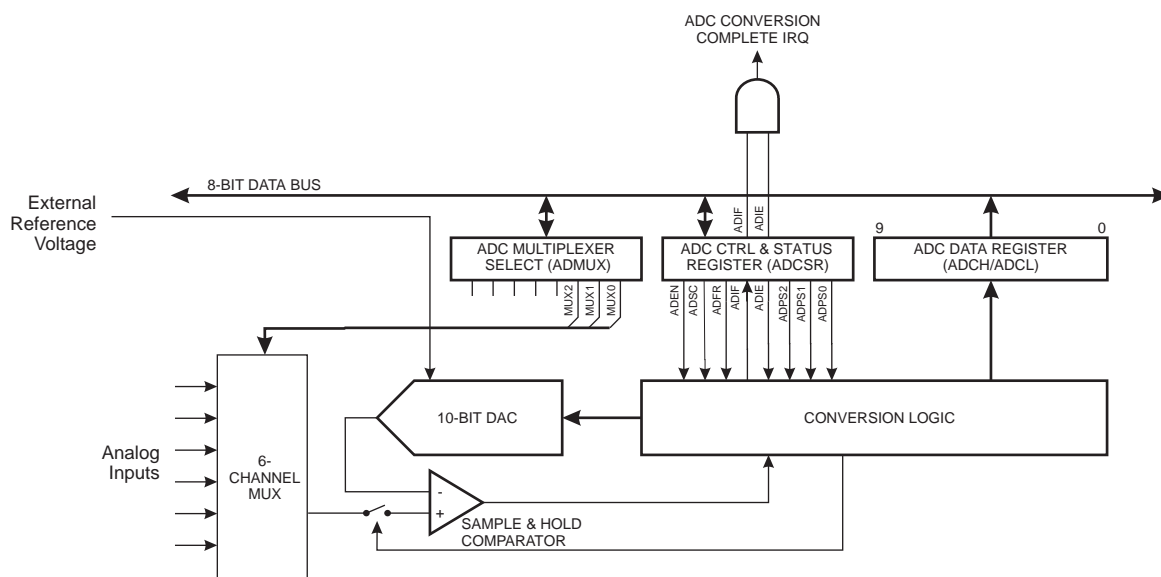 ADC CONVERSION
COMPLETE IRQ
8-BIT DATA BUS
External
Reference
Voltage
ADIF
ADIE
9
0
ADC MULTIPLEXER
SELECT (ADMUX)
ADC CTRL & STATUS
REGISTER (ADCSR)
ADC DATA REGISTER
(ADCH/ADCL)
MUX2
MUX1
MUX0
ADEN
ADSC
ADFR
ADIF
ADIE
ADPS2
ADPS1
ADPS0
10-BIT DAC
CONVERSION LOGIC
Analog
Inputs
6-
CHANNEL
MUX
-
+
SAMPLE & HOLD
COMPARATOR